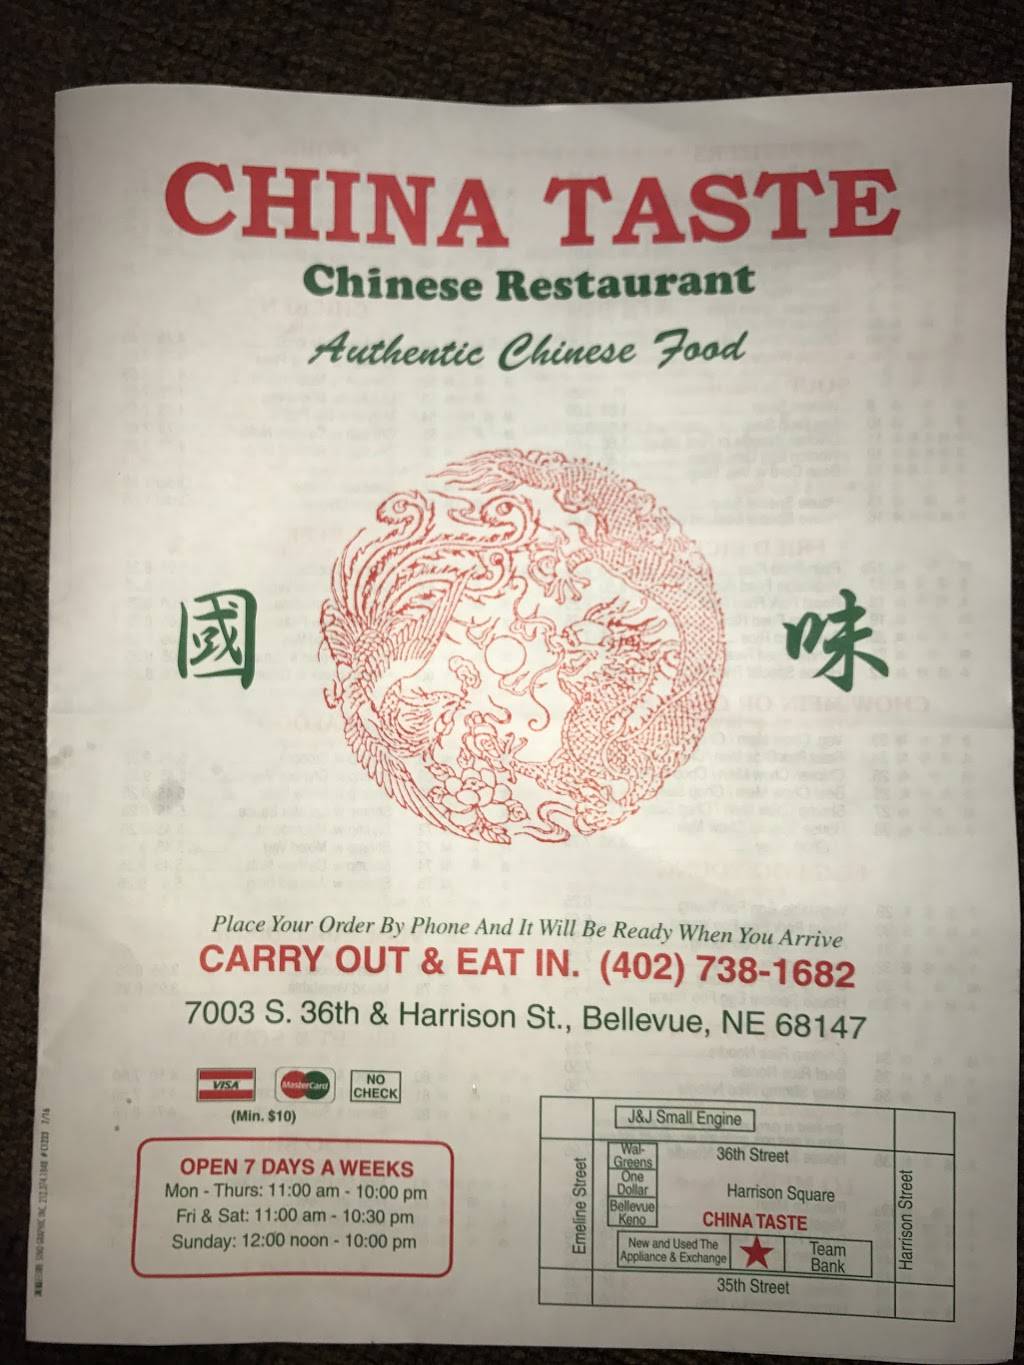 CHINA TASTE
Chinese Restaurant
Authentic Chinese Food
國 味
Place Your Order By Phone And It Will Be Ready When You Arrive
CARRY OUT & EAT IN. (402) 738-1682
7003 S. 36th & Harrison St., Bellevue, NE 68147
VISA MasterCard NO CHECK
(Min. $10)
OPEN 7 DAYS A WEEKS
Mon - Thurs: 11:00 am - 10:00 pm
Fri & Sat: 11:00 am - 10:30 pm
Sunday: 12:00 noon - 10:00 pm
J&J Small Engine
36th Street
Wal-
Greens
One
Dollar
Bellevue
Keno
Harrison Square
CHINA TASTE
New and Used The
Appliance & Exchange
Team
Bank
35th Street
Emeline Street
Harrison Street
7/16